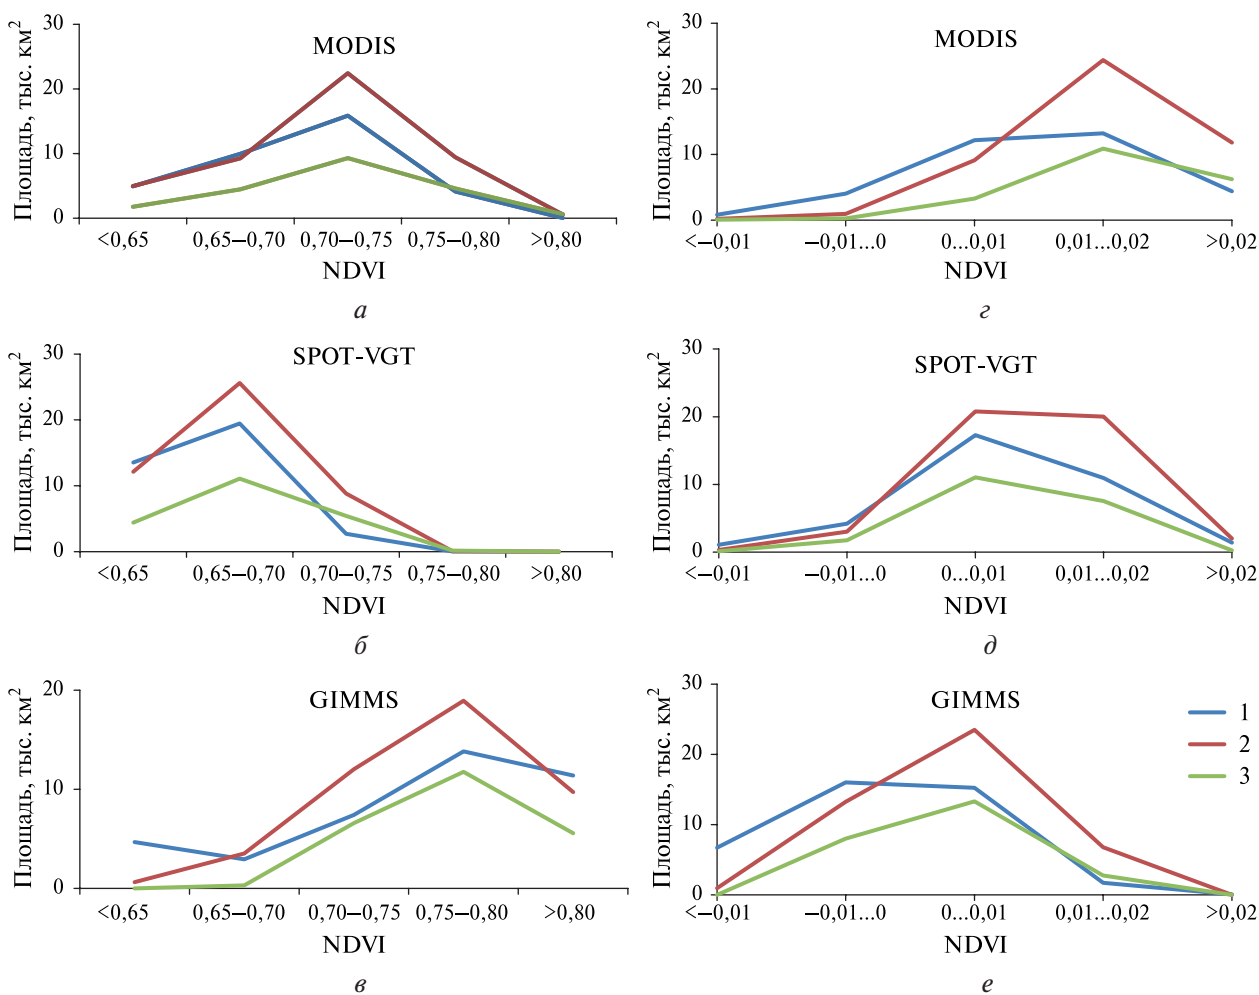 Площадь, тыс. км²
30
20
10
0
MODIS
<0,65 0,65–0,70 0,70–0,75 0,75–0,80 >0,80
NDVI
а
Площадь, тыс. км²
30
20
10
0
MODIS
<–0,01 –0,01...0 0...0,01 0,01...0,02 >0,02
NDVI
г
Площадь, тыс. км²
30
20
10
0
SPOT-VGT
<0,65 0,65–0,70 0,70–0,75 0,75–0,80 >0,80
NDVI
б
Площадь, тыс. км²
30
20
10
0
SPOT-VGT
<–0,01 –0,01...0 0...0,01 0,01...0,02 >0,02
NDVI
д
Площадь, тыс. км²
20
10
0
GIMMS
<0,65 0,65–0,70 0,70–0,75 0,75–0,80 >0,80
NDVI
в
Площадь, тыс. км²
30
20
10
0
GIMMS
1
2
3
<–0,01 –0,01...0 0...0,01 0,01...0,02 >0,02
NDVI
е